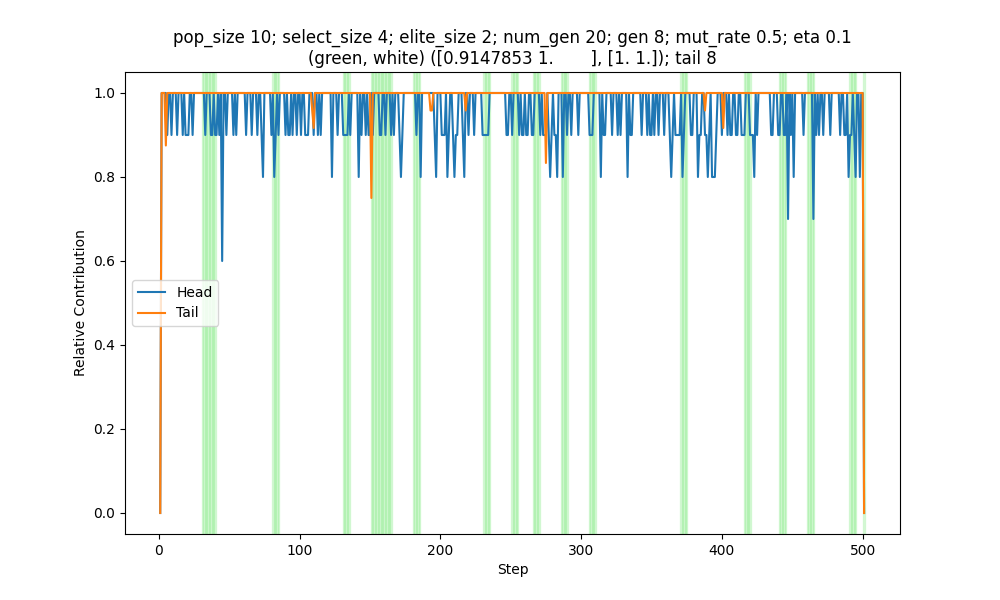 pop_size 10; select_size 4; elite_size 2; num_gen 20; gen 8; mut_rate 0.5; eta 0.1
(green, white) ([0.9147853 1.        ], [1. 1.]); tail 8
1.0
0.8
0.6
0.4
0.2
0.0
Relative Contribution
Head
Tail
0 100 200 300 400 500
Step